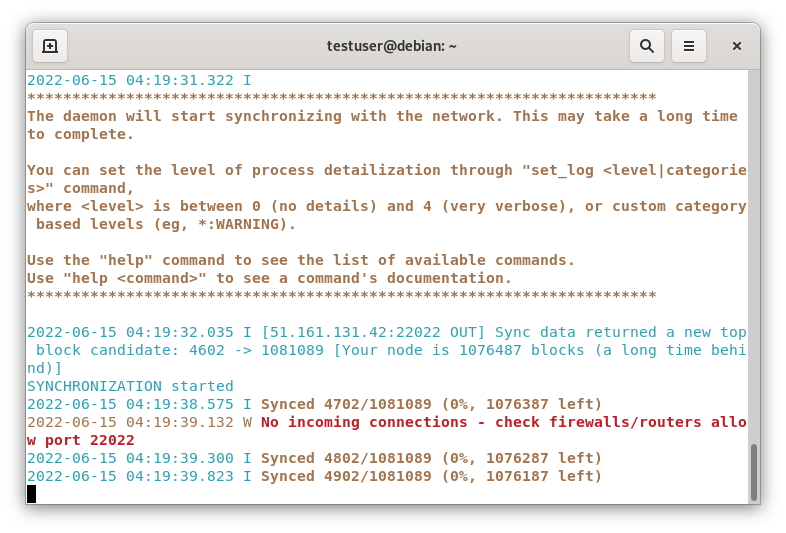 testuser@debian: ~
2022-06-15 04:19:31.322 I
**********************************************************************
The daemon will start synchronizing with the network. This may take a long time
to complete.
You can set the level of process detailization through "set_log <level|categorie
s>" command,
where <level> is between 0 (no details) and 4 (very verbose), or custom category
 based levels (eg, *:WARNING).
Use the "help" command to see the list of available commands.
Use "help <command>" to see a command's documentation.
**********************************************************************
2022-06-15 04:19:32.035 I [51.161.131.42:22022 OUT] Sync data returned a new top
 block candidate: 4602 -> 1081089 [Your node is 1076487 blocks (a long time behi
nd)]
SYNCHRONIZATION started
2022-06-15 04:19:38.575 I Synced 4702/1081089 (0%, 1076387 left)
2022-06-15 04:19:39.132 W No incoming connections - check firewalls/routers allo
w port 22022
2022-06-15 04:19:39.300 I Synced 4802/1081089 (0%, 1076287 left)
2022-06-15 04:19:39.823 I Synced 4902/1081089 (0%, 1076187 left)